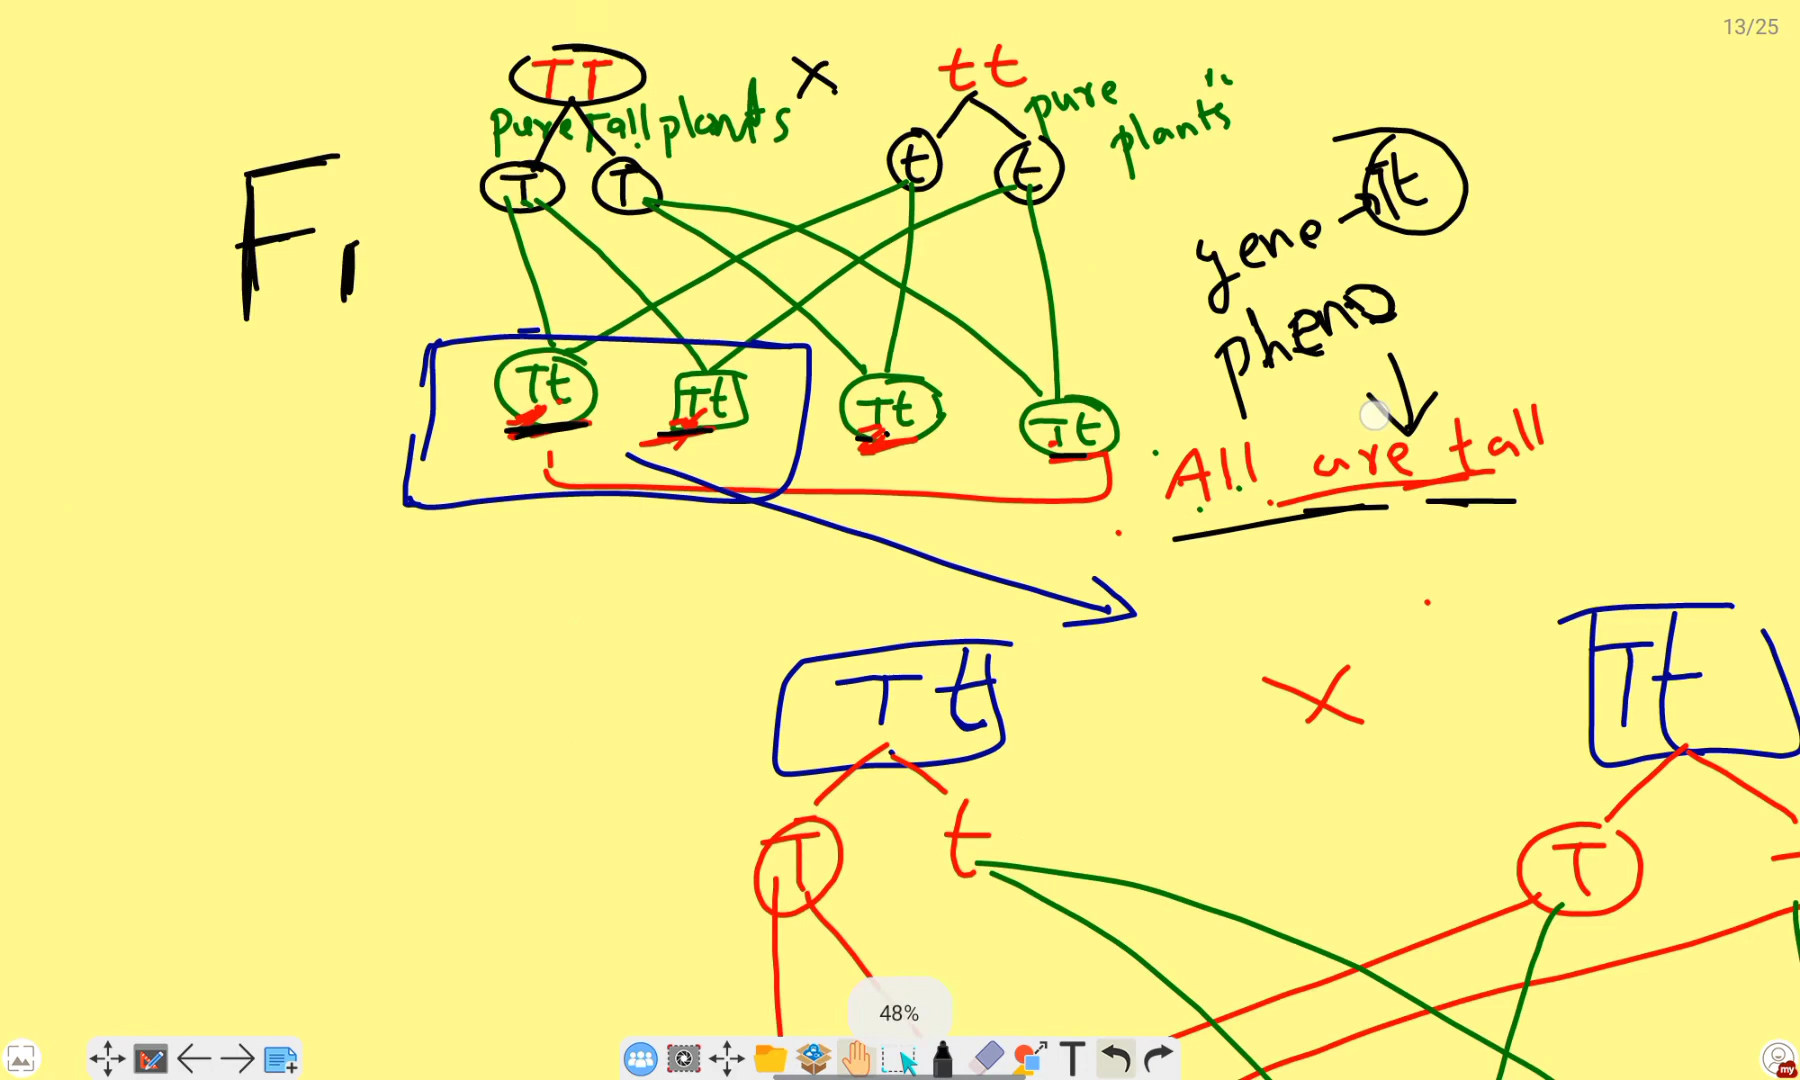 13/25
TT × tt
pure tall plants
pure plants
T T t t
F1
gene → Tt
pheno
Tt Tt Tt Tt
All are tall
Tt × Tt
T t T
48%
T
my